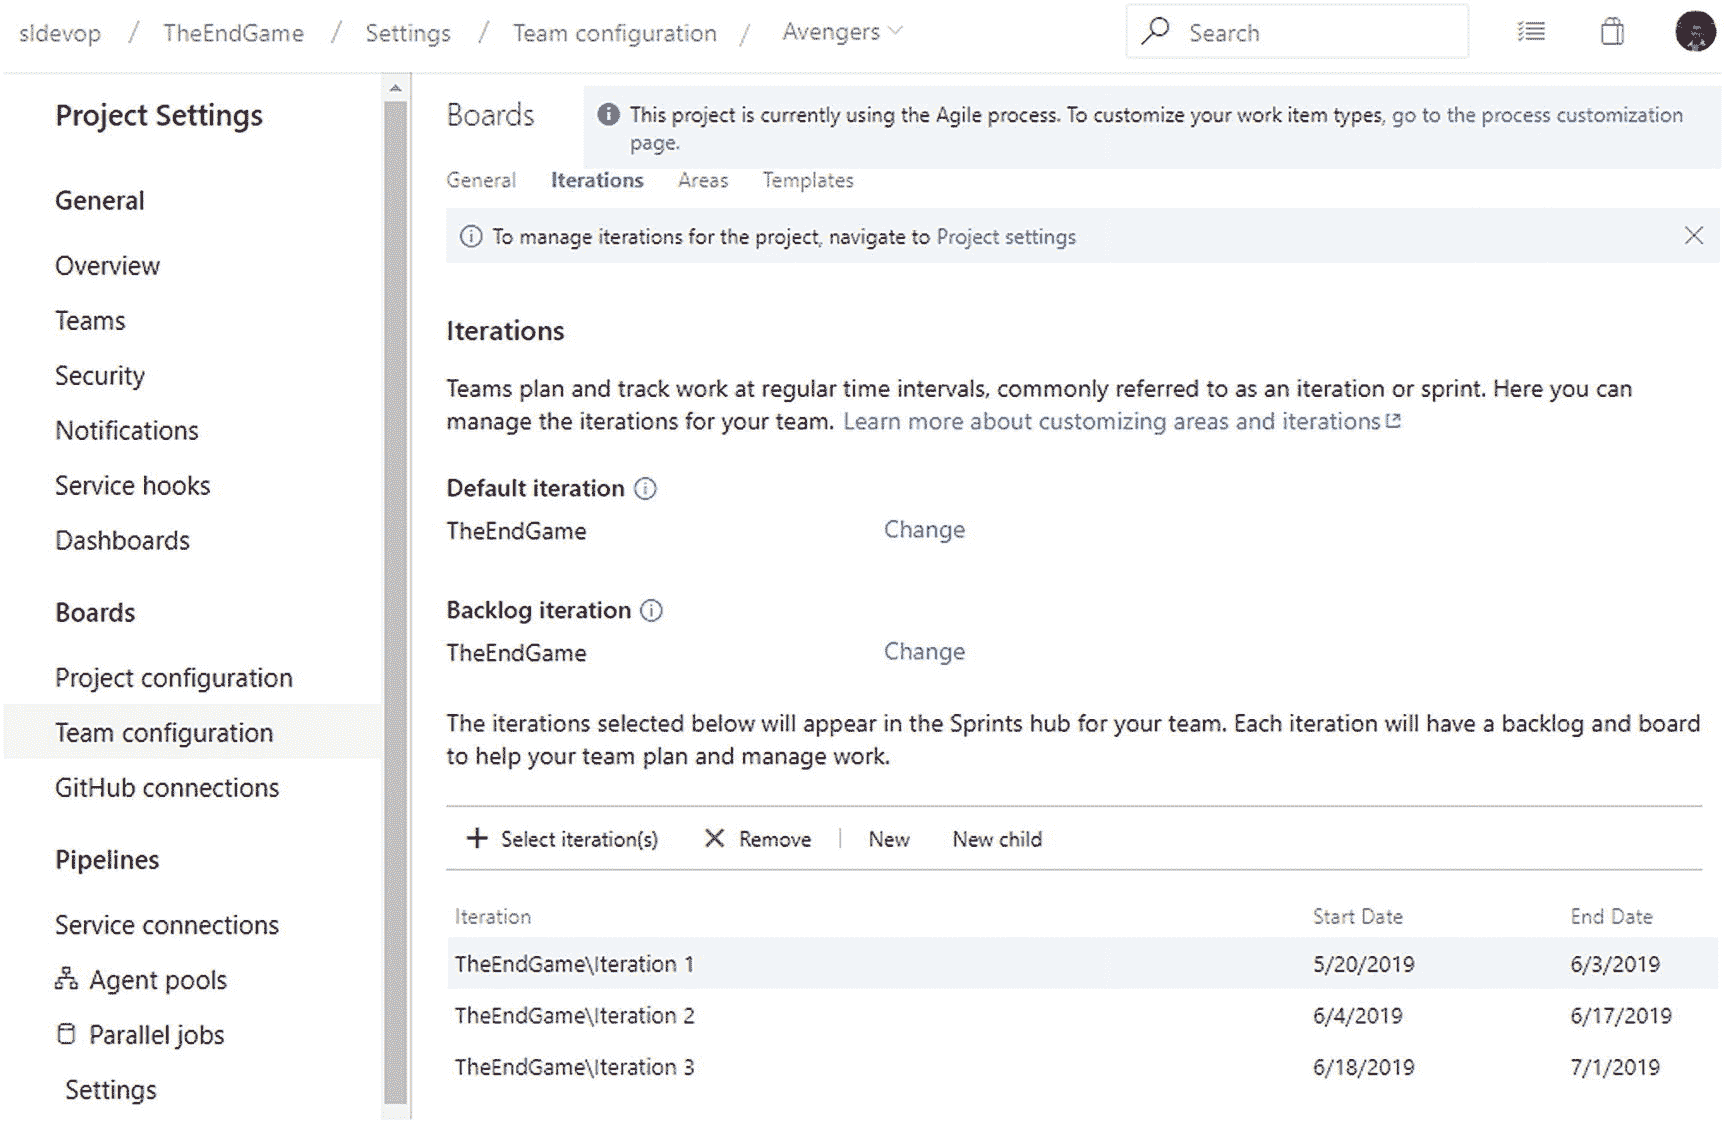 sldevop / TheEndGame / Settings / Team configuration / Avengers
Search
Project Settings
General
Overview
Teams
Security
Notifications
Service hooks
Dashboards
Boards
Project configuration
Team configuration
GitHub connections
Pipelines
Service connections
Agent pools
Parallel jobs
Settings
Boards
This project is currently using the Agile process. To customize your work item types, go to the process customization
page.
General Iterations Areas Templates
To manage iterations for the project, navigate to Project settings
Iterations
Teams plan and track work at regular time intervals, commonly referred to as an iteration or sprint. Here you can
manage the iterations for your team. Learn more about customizing areas and iterations
Default iteration
TheEndGame Change
Backlog iteration
TheEndGame Change
The iterations selected below will appear in the Sprints hub for your team. Each iteration will have a backlog and board
to help your team plan and manage work.
Select iteration(s) Remove | New New child
Iteration Start Date End Date
TheEndGame\Iteration 1 5/20/2019 6/3/2019
TheEndGame\Iteration 2 6/4/2019 6/17/2019
TheEndGame\Iteration 3 6/18/2019 7/1/2019